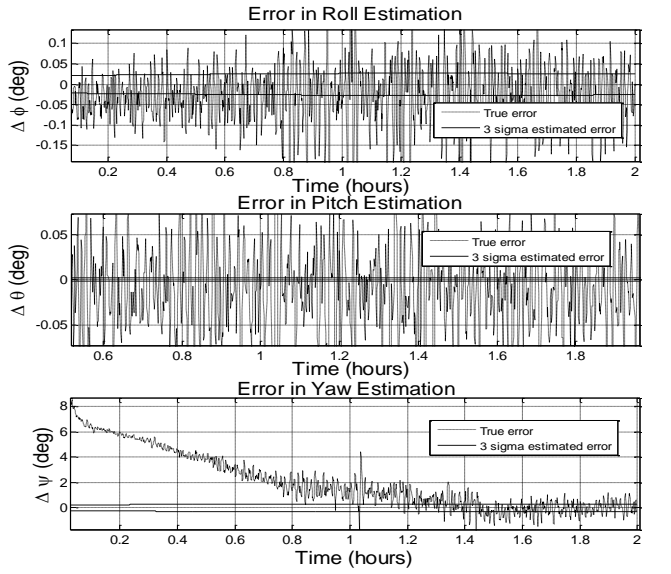 Error in Roll Estimation
Δ ϕ (deg)
0.1
0.05
0
-0.05
-0.1
-0.15
True error
3 sigma estimated error
0.2 0.4 0.6 0.8 1 1.2 1.4 1.6 1.8 2
Time (hours)
Error in Pitch Estimation
Δ θ (deg)
0.05
0
-0.05
True error
3 sigma estimated error
0.6 0.8 1 1.2 1.4 1.6 1.8
Time (hours)
Error in Yaw Estimation
Δ ψ (deg)
8
6
4
2
0
True error
3 sigma estimated error
0.2 0.4 0.6 0.8 1 1.2 1.4 1.6 1.8 2
Time (hours)